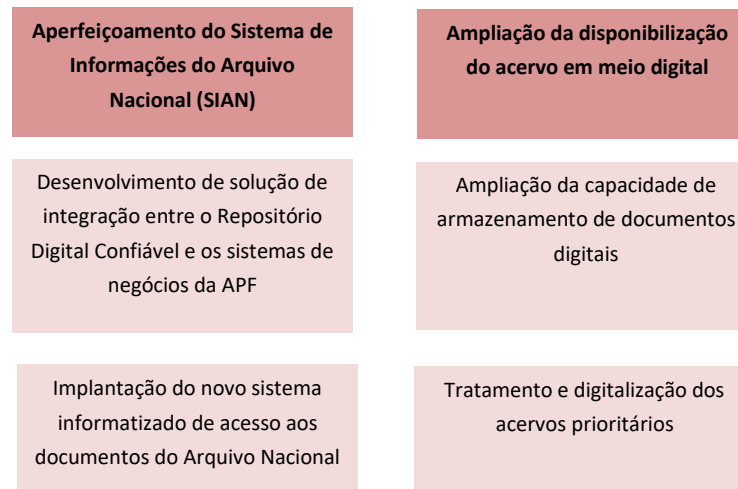 Aperfeiçoamento do Sistema de
Informações do Arquivo
Nacional (SIAN)
Ampliação da disponibilização
do acervo em meio digital
Desenvolvimento de solução de
integração entre o Repositório
Digital Confiável e os sistemas de
negócios da APF
Ampliação da capacidade de
armazenamento de documentos
digitais
Implantação do novo sistema
informatizado de acesso aos
documentos do Arquivo Nacional
Tratamento e digitalização dos
acervos prioritários